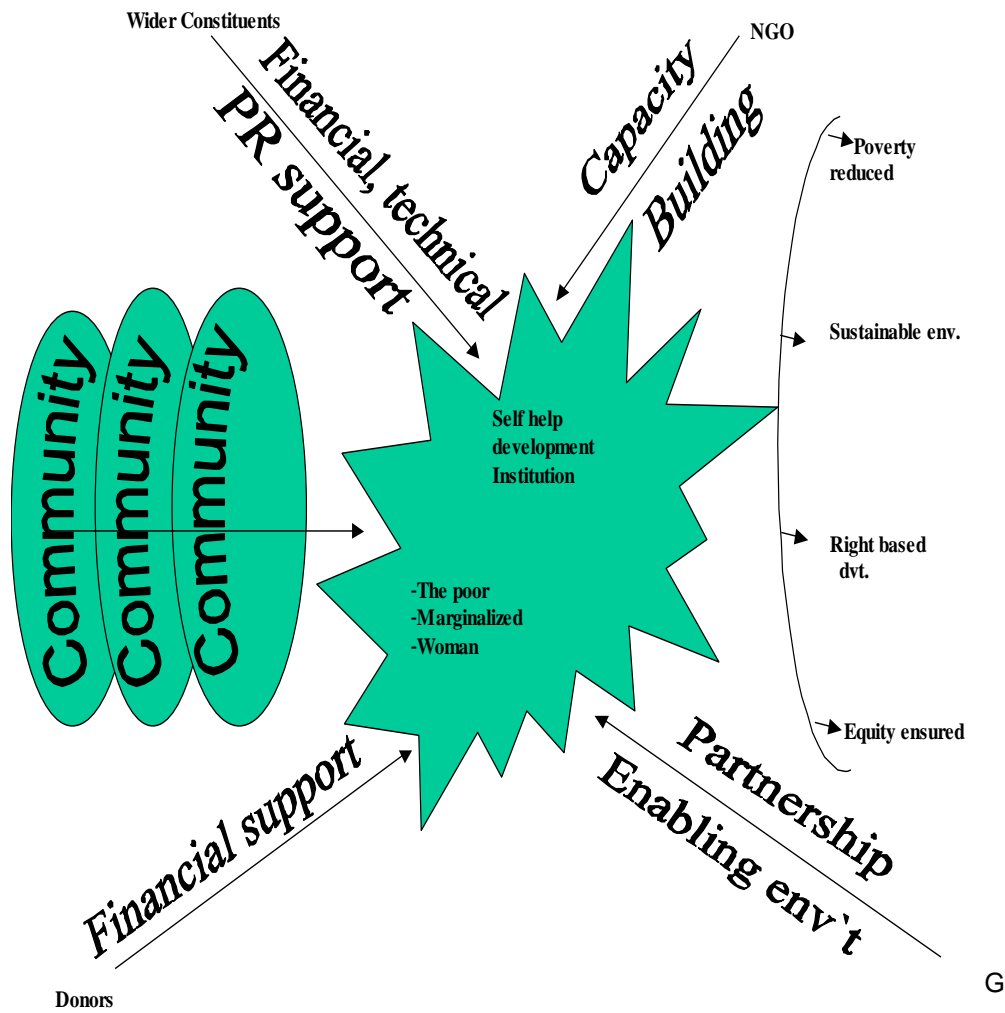 Wider Constituents
NGO
Financial, technical
PR support
Capacity
Building
Poverty
reduced
Sustainable env.
Community
Community
Community
Self help
development
Institution
-The poor
-Marginalized
-Woman
Right based
dvt.
Equity ensured
Financial support
Partnership
Enabling env`t
G
Donors